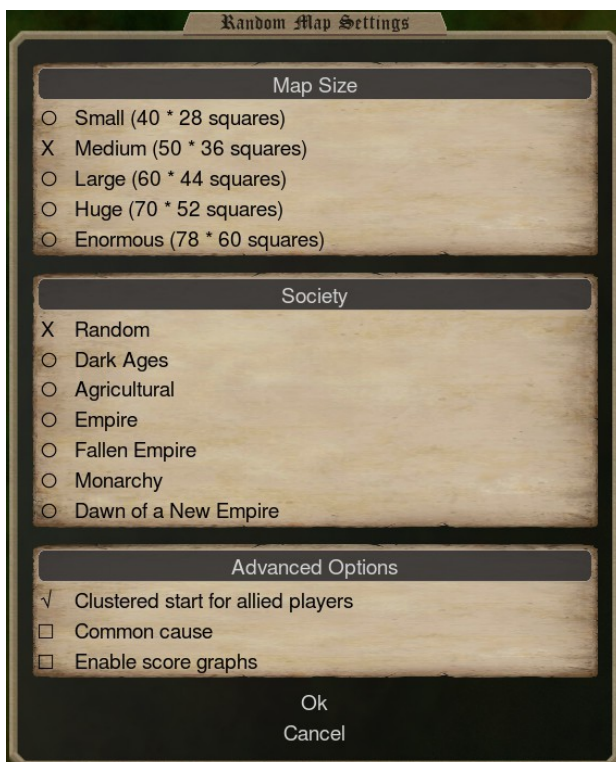 Random Map Settings
Map Size
O Small (40 * 28 squares)
X Medium (50 * 36 squares)
O Large (60 * 44 squares)
O Huge (70 * 52 squares)
O Enormous (78 * 60 squares)
Society
X Random
O Dark Ages
O Agricultural
O Empire
O Fallen Empire
O Monarchy
O Dawn of a New Empire
Advanced Options
√ Clustered start for allied players
□ Common cause
□ Enable score graphs
Ok
Cancel